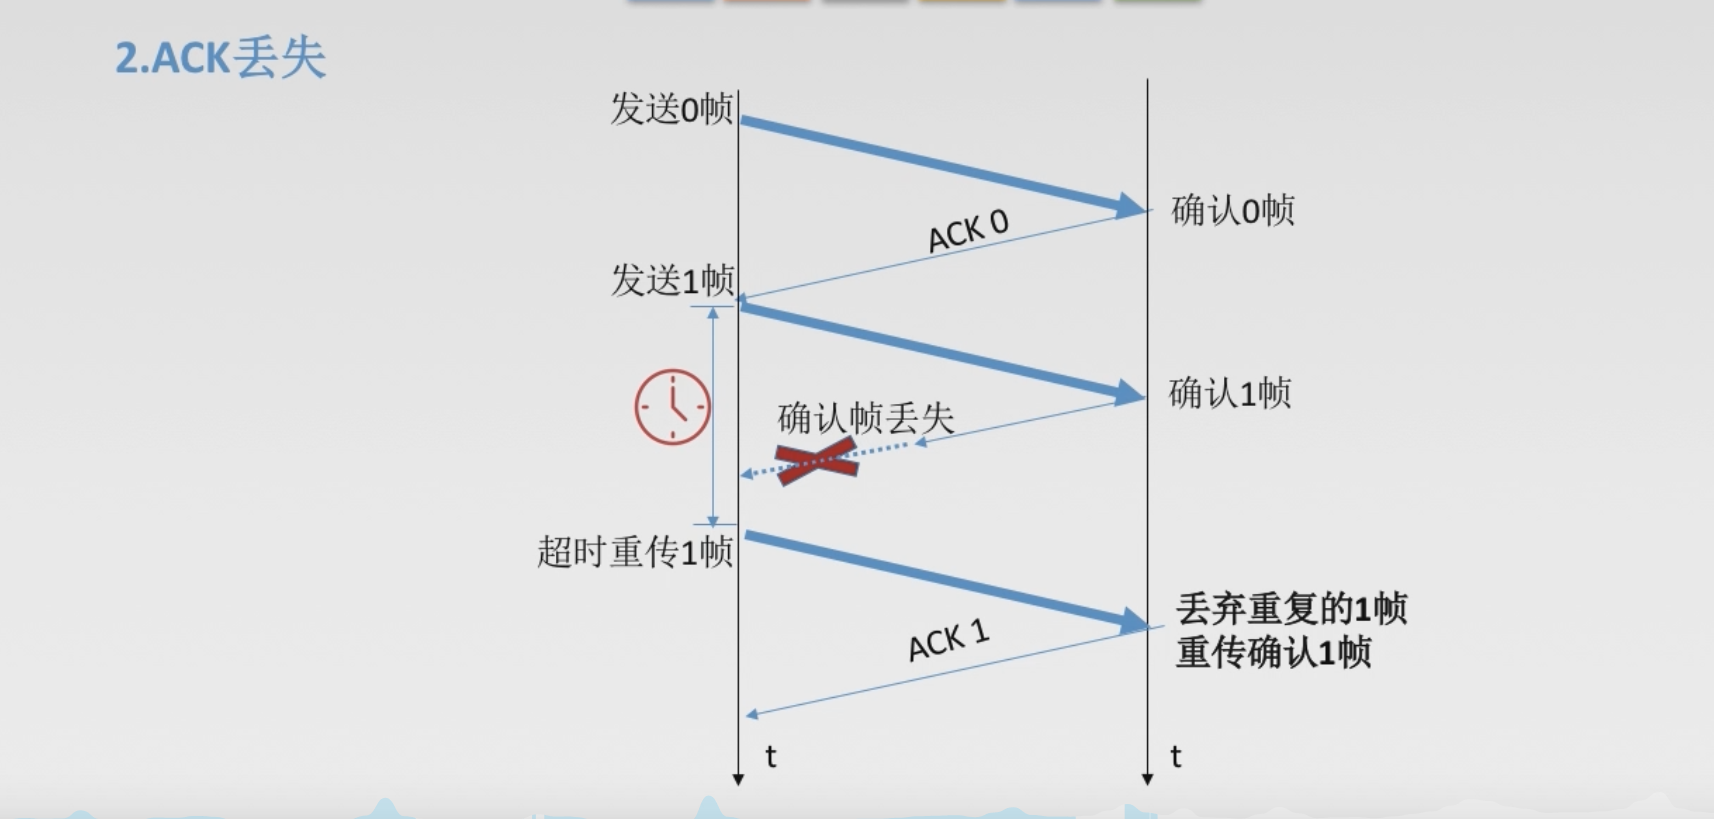 2.ACK丢失
发送0帧
确认0帧
ACK 0
发送1帧
确认1帧
确认帧丢失
超时重传1帧
丢弃重复的1帧
重传确认1帧
ACK 1
t
t